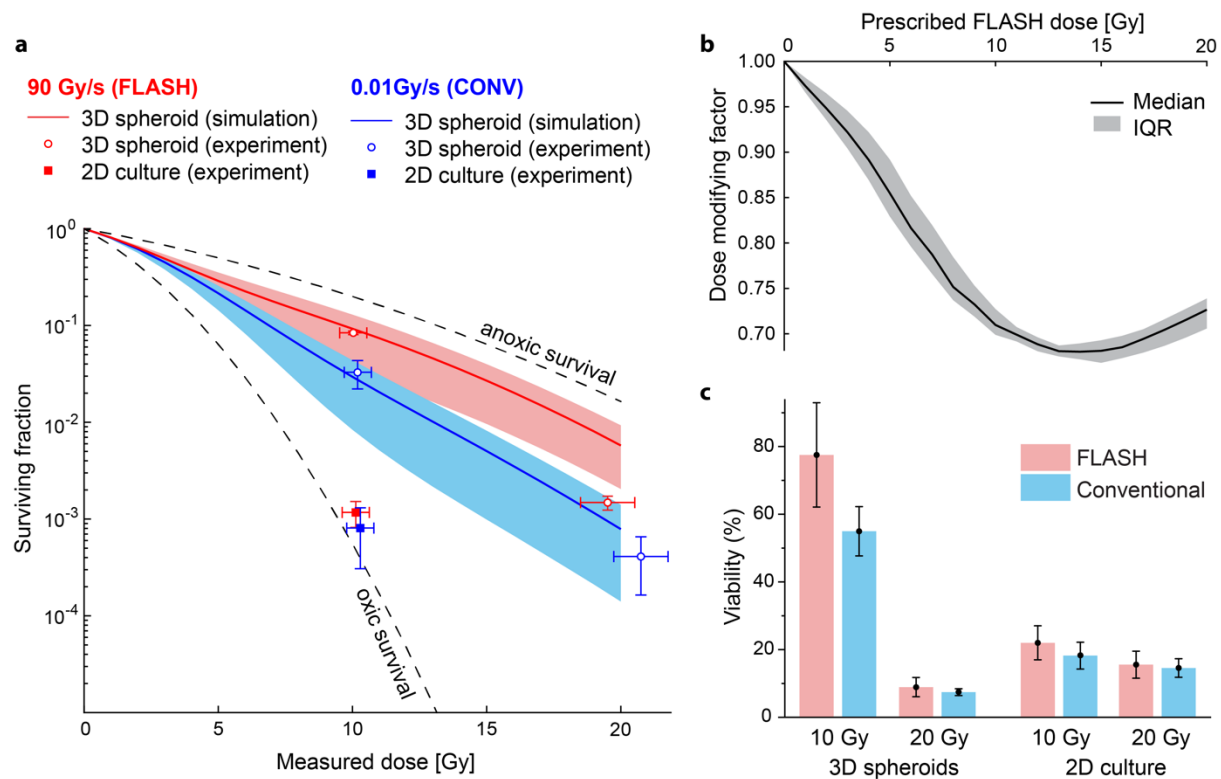 a
90 Gy/s (FLASH)
3D spheroid (simulation)
3D spheroid (experiment)
2D culture (experiment)
0.01Gy/s (CONV)
3D spheroid (simulation)
3D spheroid (experiment)
2D culture (experiment)
Surviving fraction
10⁰
10⁻¹
10⁻²
10⁻³
10⁻⁴
anoxic survival
oxic survival
0 5 10 15 20
Measured dose [Gy]
b
Prescribed FLASH dose [Gy]
0 5 10 15 20
Dose modifying factor
1.00
0.95
0.90
0.85
0.80
0.75
0.70
Median
IQR
c
Viability (%)
80
60
40
20
0
FLASH
Conventional
10 Gy 20 Gy 10 Gy 20 Gy
3D spheroids 2D culture